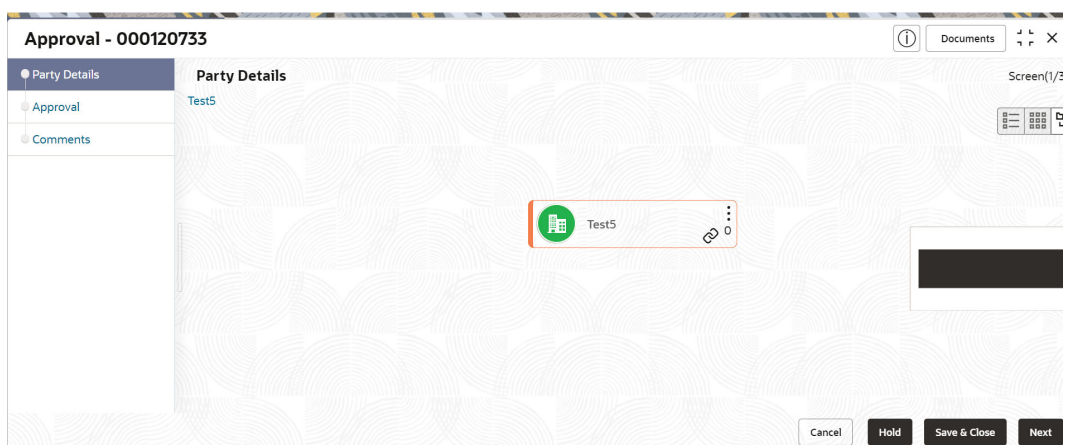 Approval - 000120733
Documents
Party Details
Approval
Comments
Party Details
Screen(1/3
Test5
Test5
0
Cancel
Hold
Save & Close
Next